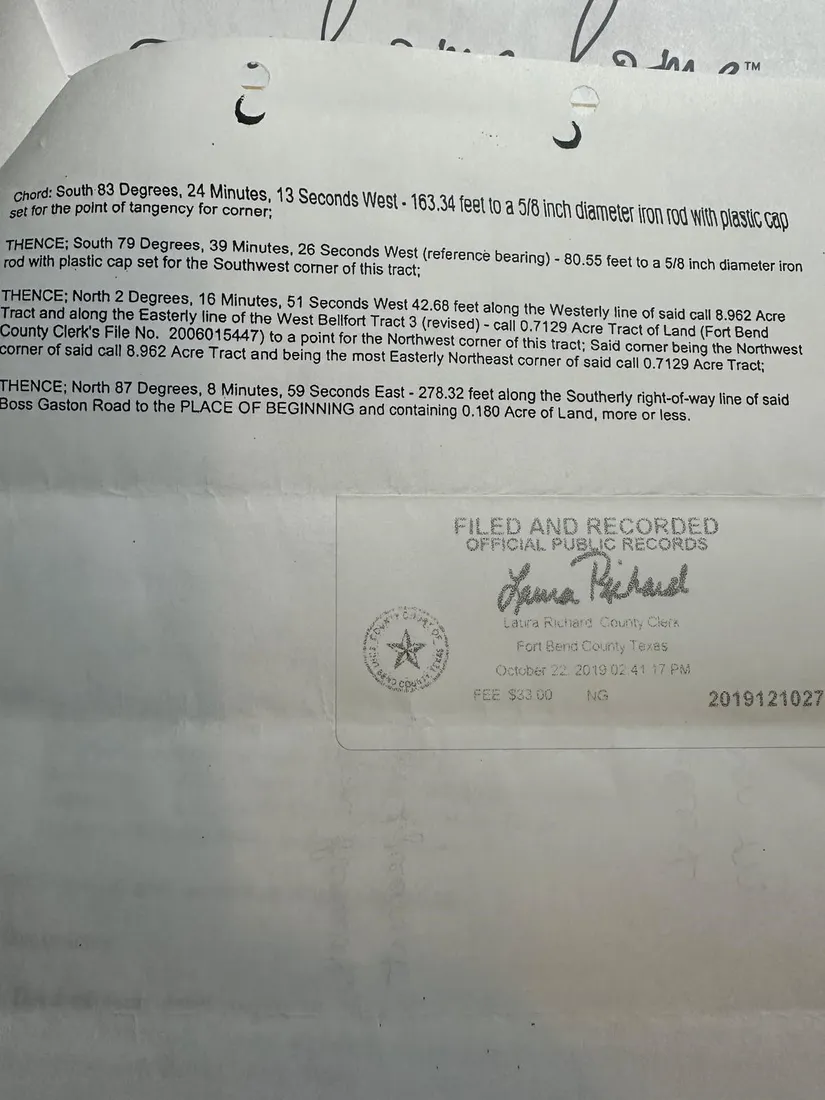 TM
Chord: South 83 Degrees, 24 Minutes, 13 Seconds West - 163.34 feet to a 5/8 inch diameter iron rod with plastic cap
set for the point of tangency for corner;
THENCE; South 79 Degrees, 39 Minutes, 26 Seconds West (reference bearing) - 80.55 feet to a 5/8 inch diameter iron
rod with plastic cap set for the Southwest corner of this tract;
THENCE; North 2 Degrees, 16 Minutes, 51 Seconds West 42.68 feet along the Westerly line of said call 8.962 Acre
Tract and along the Easterly line of the West Bellfort Tract 3 (revised) - call 0.7129 Acre Tract of Land (Fort Bend
County Clerk's File No. 2006015447) to a point for the Northwest corner of this tract; Said corner being the Northwest
corner of said call 8.962 Acre Tract and being the most Easterly Northeast corner of said call 0.7129 Acre Tract;
THENCE; North 87 Degrees, 8 Minutes, 59 Seconds East - 278.32 feet along the Southerly right-of-way line of said
Boss Gaston Road to the PLACE OF BEGINNING and containing 0.180 Acre of Land, more or less.
FILED AND RECORDED
OFFICIAL PUBLIC RECORDS
Laura Richard
Laura Richard County Clerk
Fort Bend County Texas
October 22, 2019 02:41:17 PM
FEE $33.00 NG
2019121027
COUNTY OF BEND COUNTY TEXAS